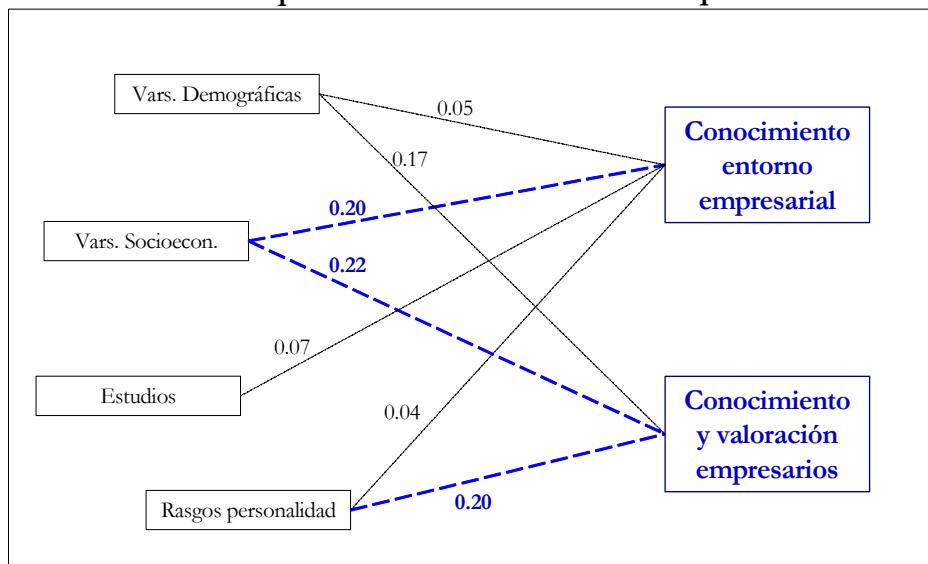 Vars. Demográficas
0.05
Conocimiento
entorno
empresarial
0.17
0.20
Vars. Socioecon.
0.22
0.07
Estudios
0.04
Conocimiento
y valoración
empresarios
Rasgos personalidad
0.20